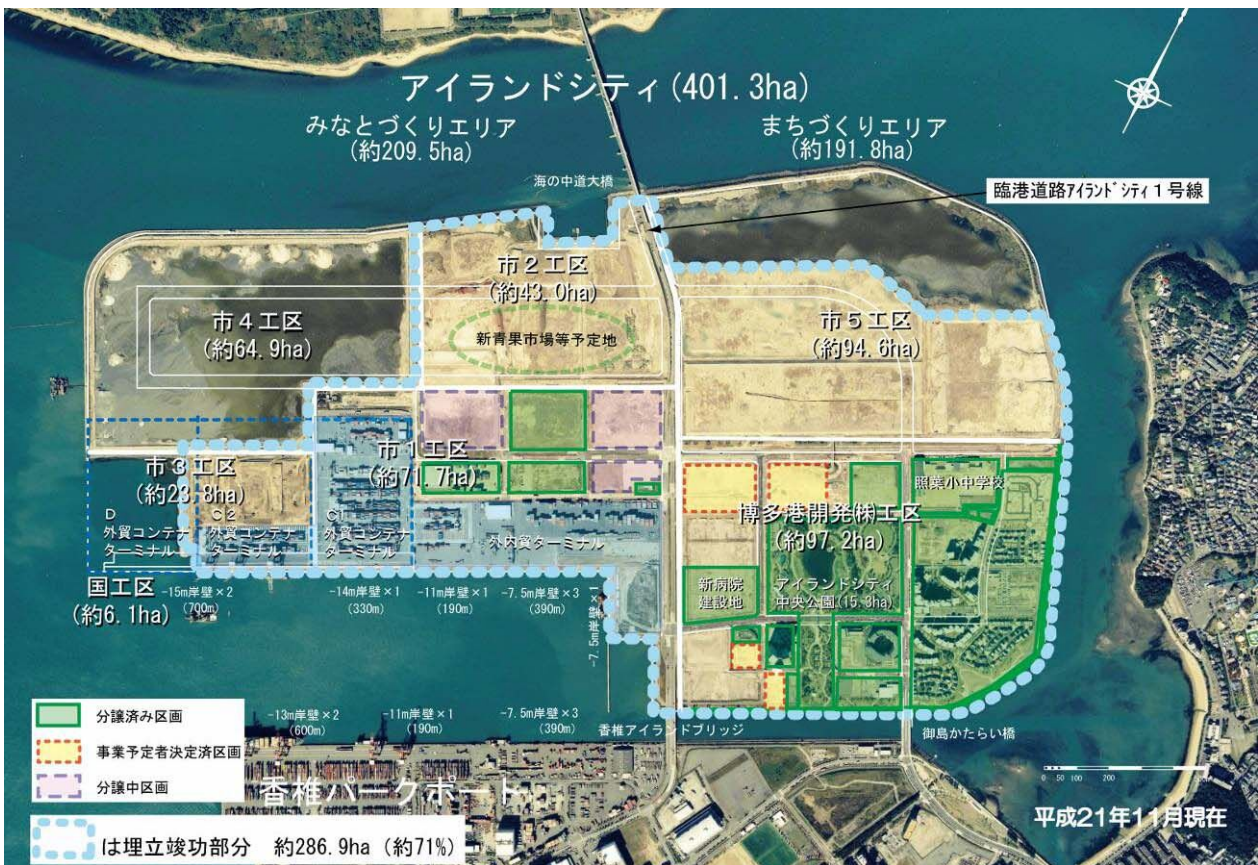 アイランドシティ(401.3ha)
みなとづくりエリア
(約209.5ha)
まちづくりエリア
(約191.8ha)
海の中道大橋
臨港道路ｱｲﾗﾝﾄﾞｼﾃｨ１号線
市２工区
(約43.0ha)
新青果市場等予定地
市４工区
(約64.9ha)
市５工区
(約94.6ha)
市１工区
(約71.7ha)
市３工区
(約23.8ha)
D
外貿コンテナ
ターミナル
C2
外貿コンテナ
ターミナル
C1
外貿コンテナ
ターミナル
外内貿ターミナル
照葉小中学校
博多港開発㈱工区
(約97.2ha)
新病院
建設地
アイランドシティ
中央公園(15.3ha)
国工区
(約6.1ha)
-15m岸壁×2
(700m)
-14m岸壁×1
(330m)
-11m岸壁×1
(190m)
-7.5m岸壁×3
(390m)
-7.5m岸壁×1
-13m岸壁×2
(600m)
-11m岸壁×1
(190m)
-7.5m岸壁×3
(390m)
香椎アイランドブリッジ
御島かたらい橋
香椎パークポート
分譲済み区画
事業予定者決定済区画
分譲中区画
は埋立竣功部分 約286.9ha (約71%)
0 50 100 200
平成21年11月現在